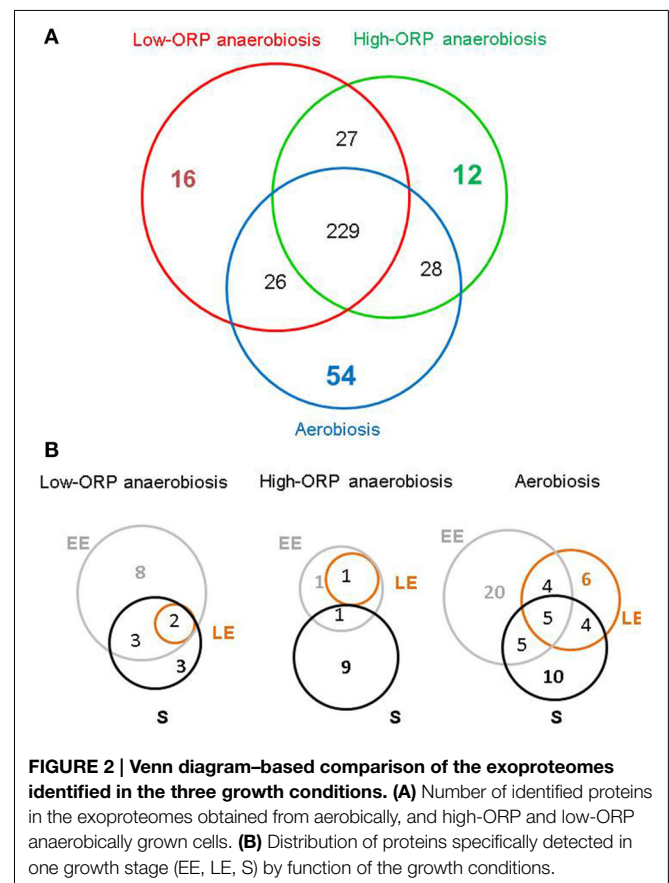 A
Low-ORP anaerobiosis High-ORP anaerobiosis
27
16 12
229
26 28
54
Aerobiosis
B
Low-ORP anaerobiosis High-ORP anaerobiosis Aerobiosis
EE 8 LE 2 3 3 S
EE 1 1 LE 1 9 S
EE 20 4 6 LE 5 4 5 10 S
FIGURE 2 | Venn diagram–based comparison of the exoproteomes
identified in the three growth conditions. (A) Number of identified proteins
in the exoproteomes obtained from aerobically, and high-ORP and low-ORP
anaerobically grown cells. (B) Distribution of proteins specifically detected in
one growth stage (EE, LE, S) by function of the growth conditions.